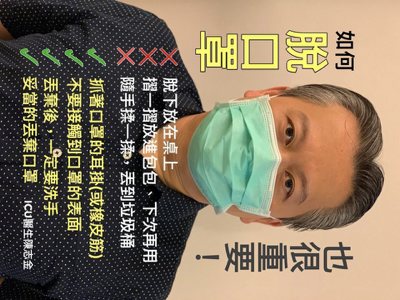 如何
脫口罩
也很重要！
❌脫下放在桌上
❌摺一摺放進包包、下次再用
❌隨手揉一揉，丟到垃圾桶
✔抓著口罩的耳掛(或橡皮筋)
✔不要接觸到口罩的表面
✔丟棄後，一定要洗手
✔妥當的丟棄口罩
ICU醫生陳志金